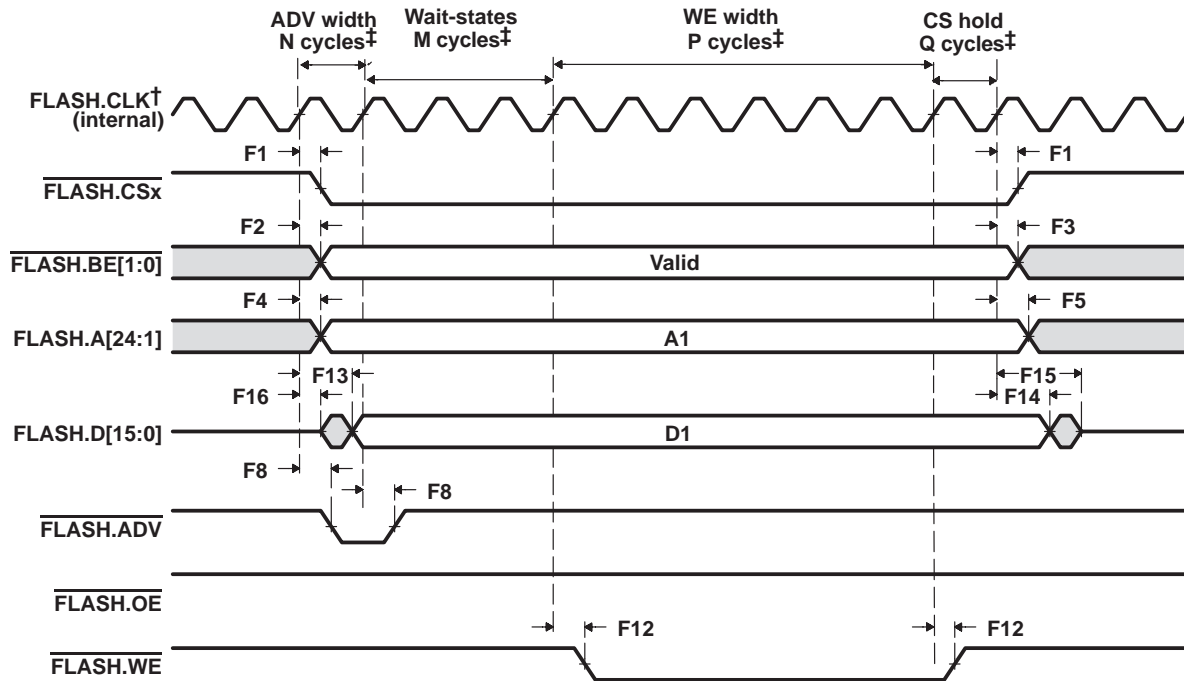 ADV width
N cycles‡
Wait-states
M cycles‡
WE width
P cycles‡
CS hold
Q cycles‡
FLASH.CLK†
(internal)
F1
F1
FLASH.CSx
F2
F3
FLASH.BE[1:0]
Valid
F4
F5
FLASH.A[24:1]
A1
F13
F15
F16
F14
FLASH.D[15:0]
D1
F8
F8
FLASH.ADV
FLASH.OE
F12
F12
FLASH.WE